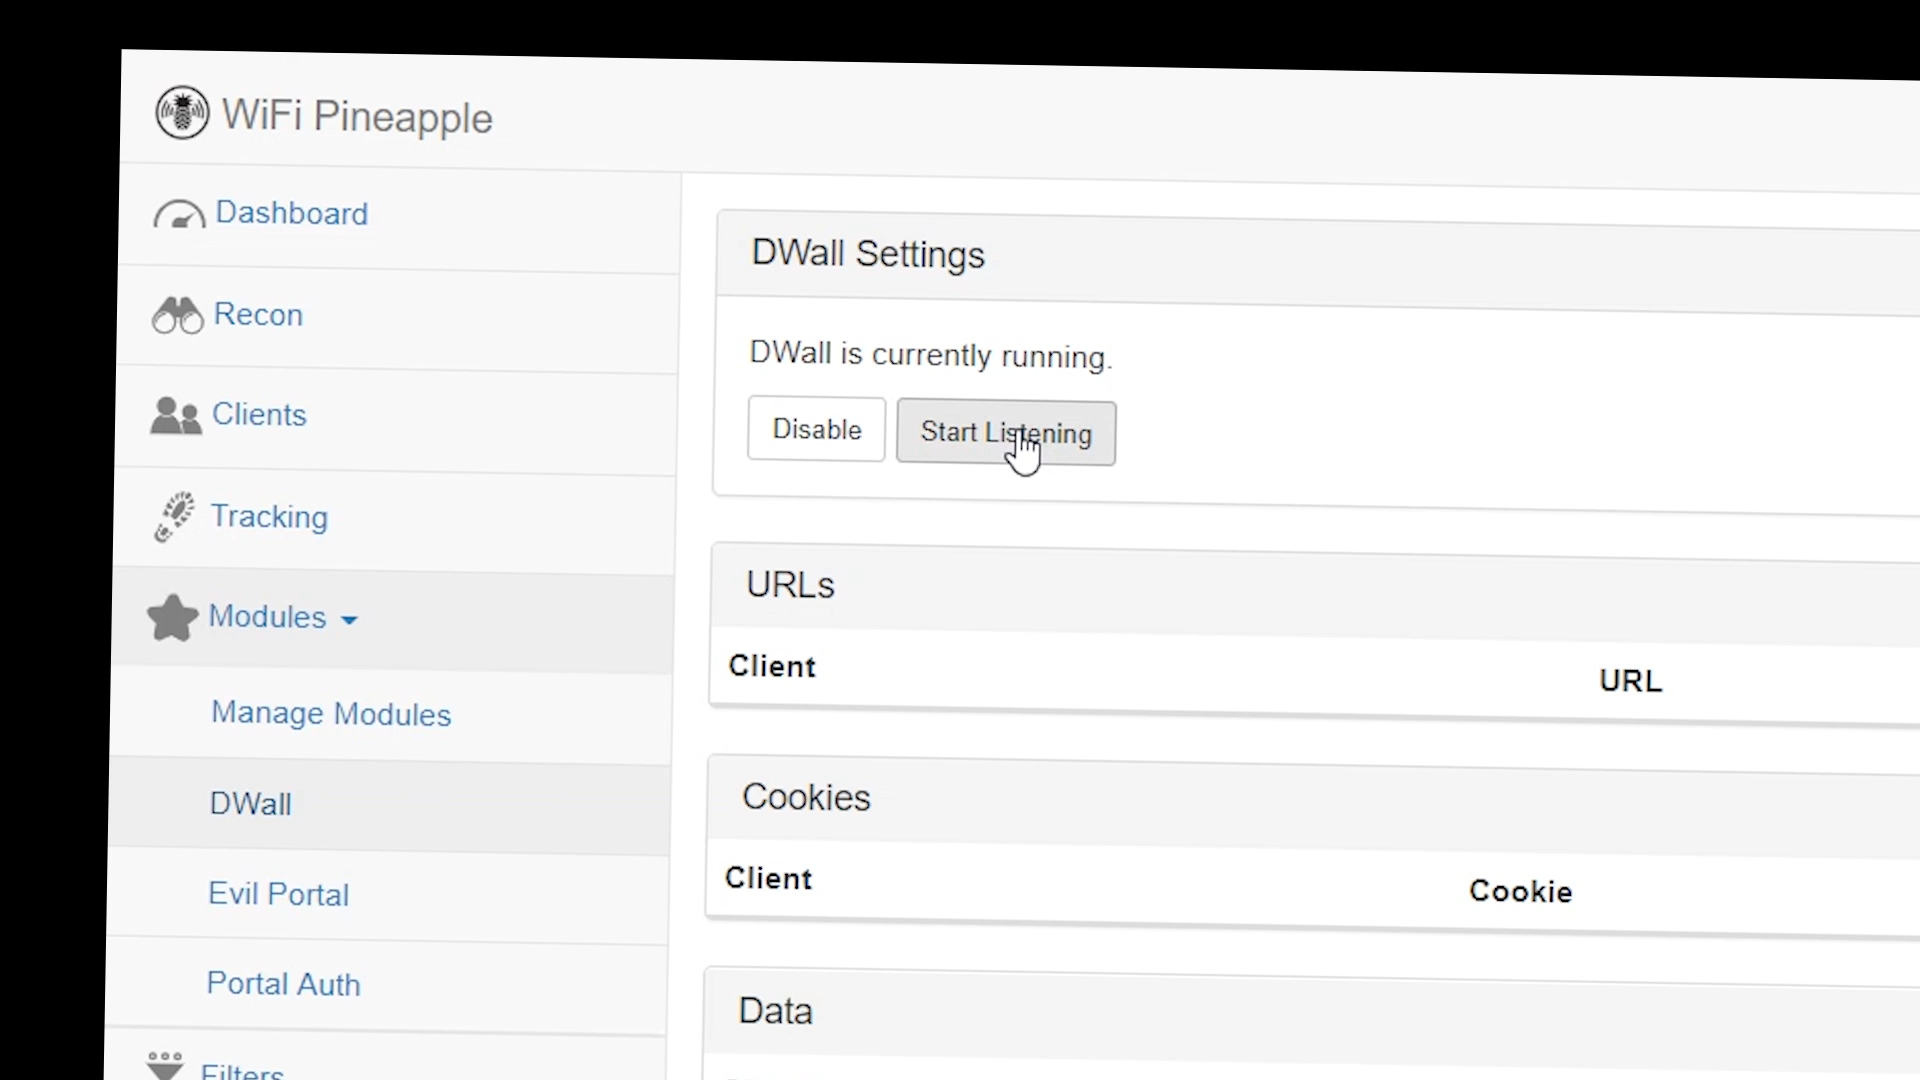 WiFi Pineapple
Dashboard
Recon
Clients
Tracking
Modules
Manage Modules
DWall
Evil Portal
Portal Auth
Filters
DWall Settings
DWall is currently running.
Disable
Start Listening
URLs
Client
URL
Cookies
Client
Cookie
Data